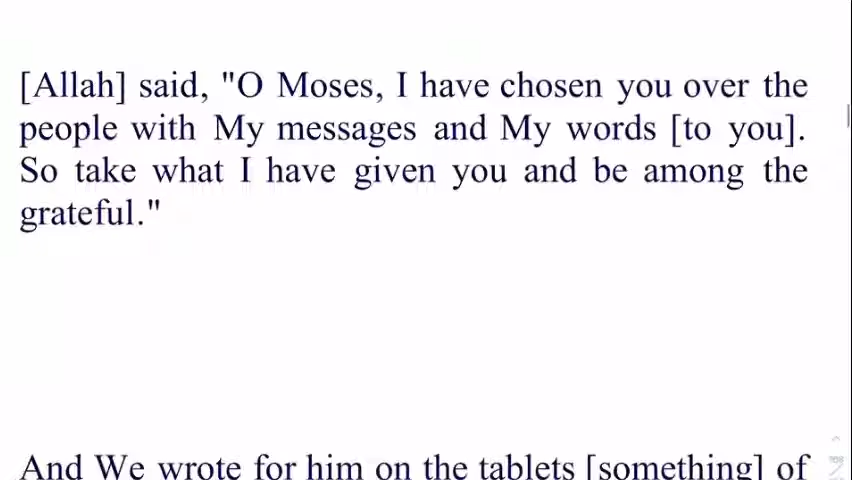 [Allah] said, "O Moses, I have chosen you over the
people with My messages and My words [to you].
So take what I have given you and be among the
grateful."
And We wrote for him on the tablets [something] of